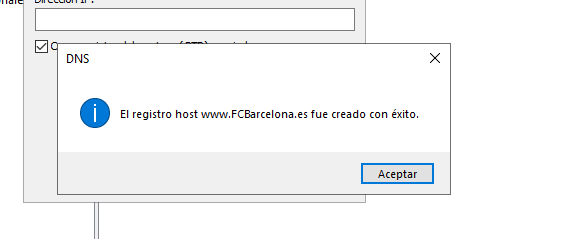 Dirección IP:
DNS
El registro host www.FCBarcelona.es fue creado con éxito.
Aceptar